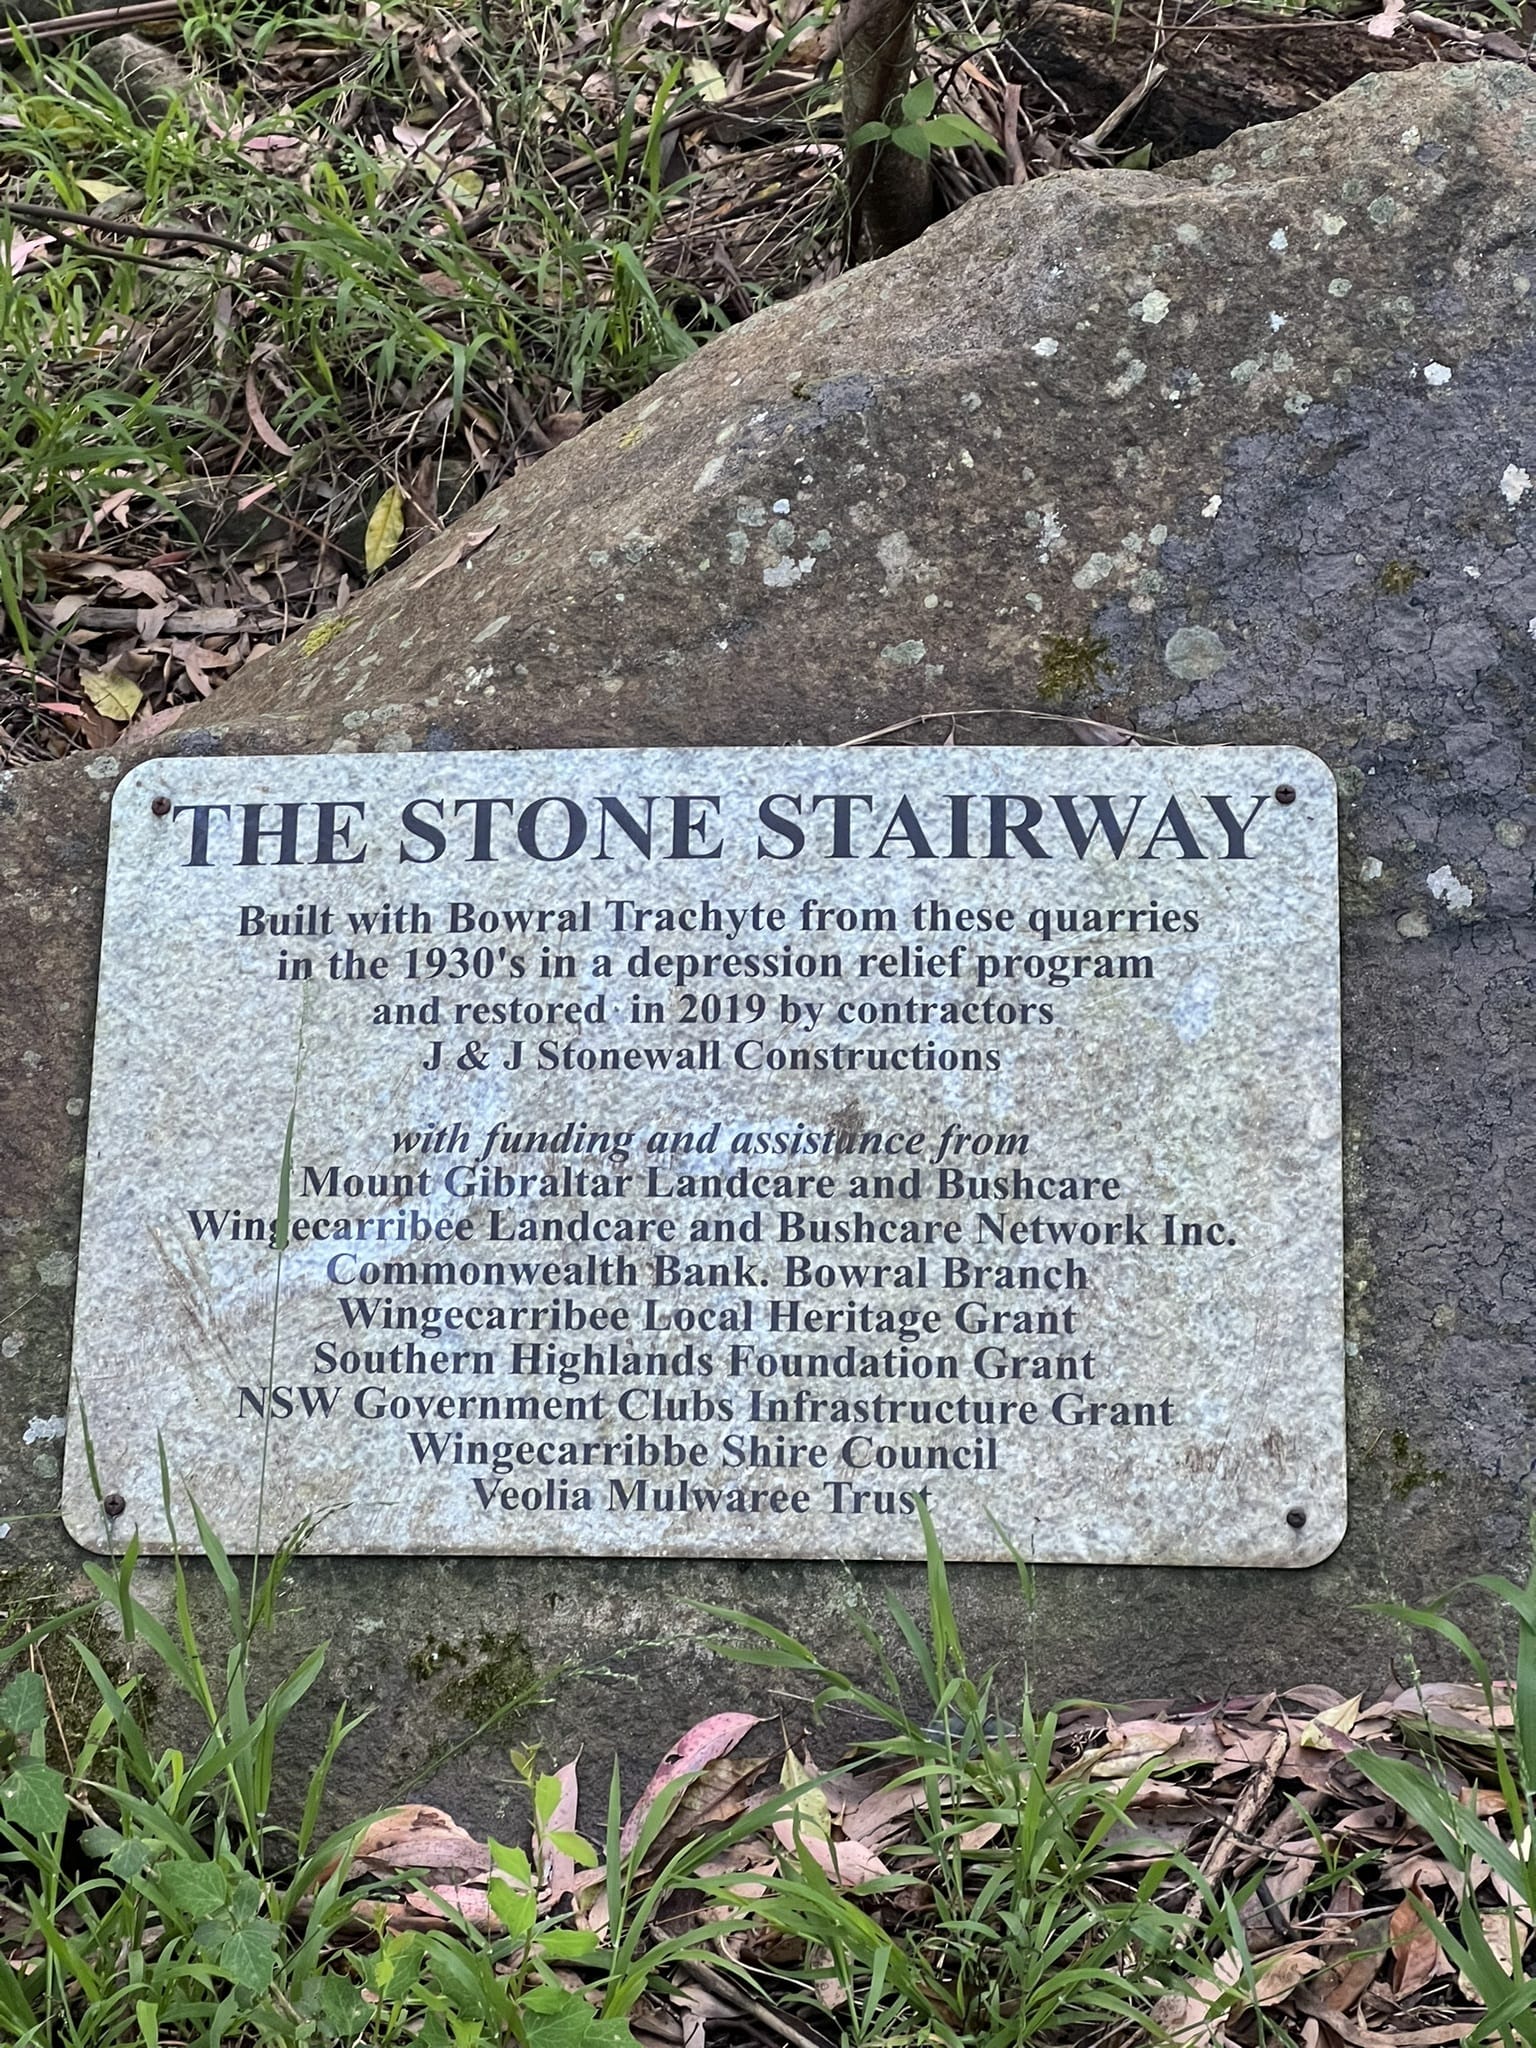 THE STONE STAIRWAY
Built with Bowral Trachyte from these quarries
in the 1930's in a depression relief program
and restored in 2019 by contractors
J & J Stonewall Constructions
with funding and assistance from
Mount Gibraltar Landcare and Bushcare
Wingecarribee Landcare and Bushcare Network Inc.
Commonwealth Bank. Bowral Branch
Wingecarribee Local Heritage Grant
Southern Highlands Foundation Grant
NSW Government Clubs Infrastructure Grant
Wingecarribbe Shire Council
Veolia Mulwaree Trust